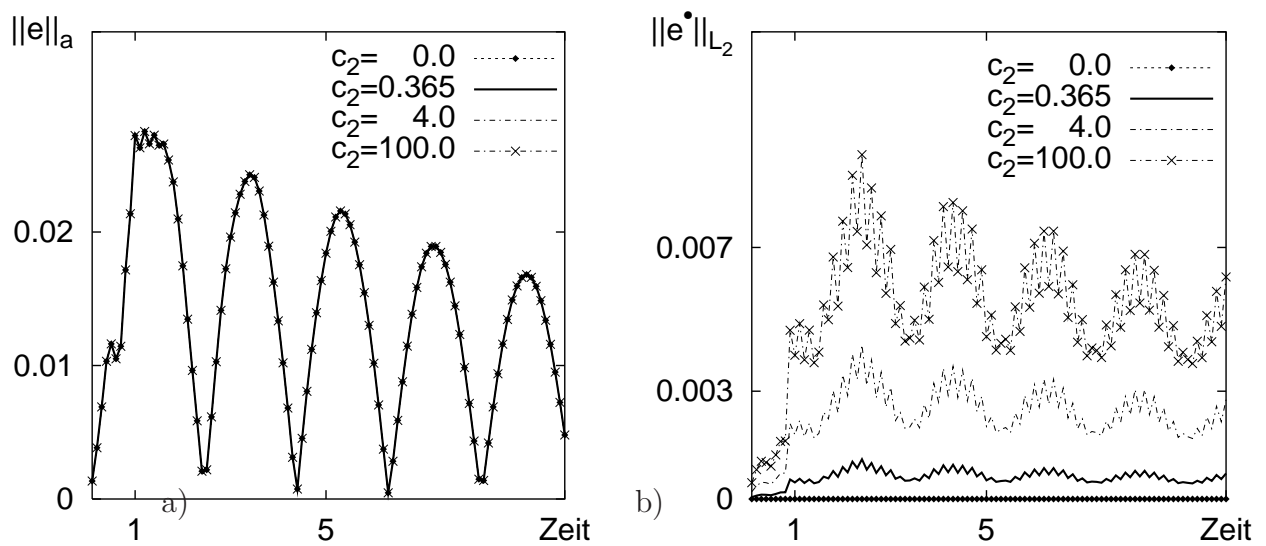 ||e||a
c2= 0.0
c2=0.365
c2= 4.0
c2=100.0
0.02
0.01
0
1
5
Zeit
a)
||e•||L2
c2= 0.0
c2=0.365
c2= 4.0
c2=100.0
0.007
0.003
0
1
5
Zeit
b)